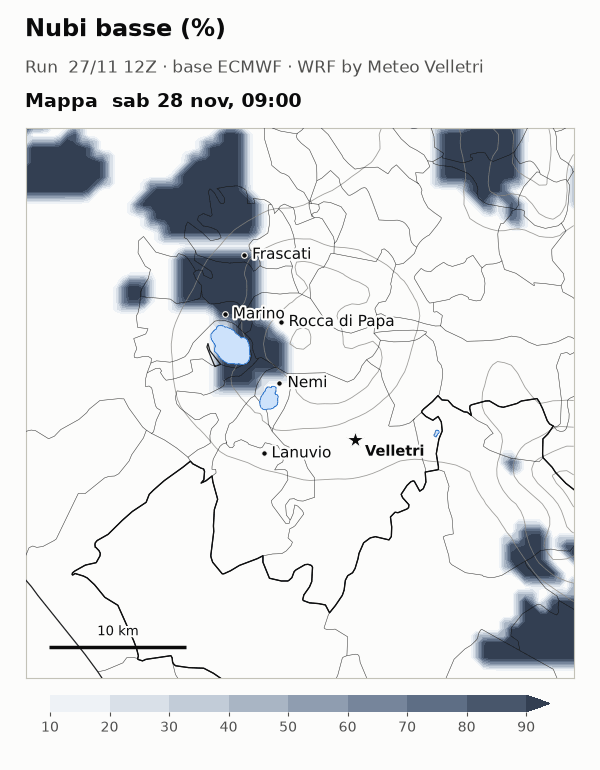 Nubi basse (%)
Run  27/11 12Z · base ECMWF · WRF by Meteo Velletri
Mappa  sab 28 nov, 09:00
Frascati
Marino
Rocca di Papa
Nemi
Velletri
Lanuvio
10 km
10 20 30 40 50 60 70 80 90